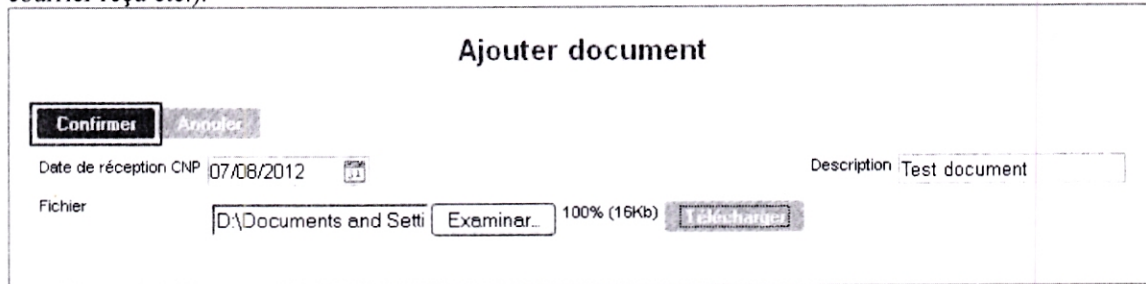 courrier reçu etc.).
Ajouter document
Confirmer Annuler
Date de réception CNP 07/08/2012 Description Test document
Fichier D:\Documents and Setti Examinar... 100% (16Kb) Télécharger